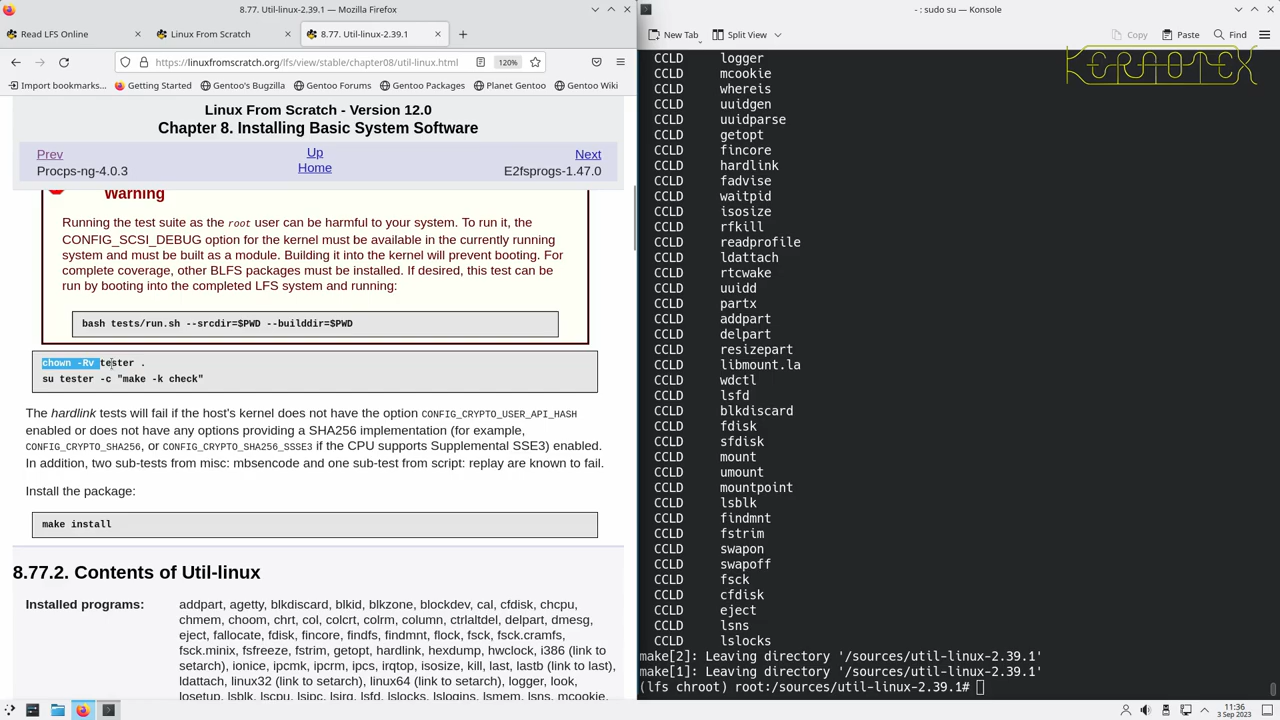 8.77. Util-linux-2.39.1 — Mozilla Firefox
Read LFS Online
Linux From Scratch
8.77. Util-linux-2.39.1
https://linuxfromscratch.org/lfs/view/stable/chapter08/util-linux.html
120%
Import bookmarks...
Getting Started
Gentoo's Bugzilla
Gentoo Forums
Gentoo Packages
Planet Gentoo
Gentoo Wiki
Linux From Scratch - Version 12.0
Chapter 8. Installing Basic System Software
Prev
Up
Next
Procps-ng-4.0.3
Home
E2fsprogs-1.47.0
Warning
Running the test suite as the root user can be harmful to your system. To run it, the
CONFIG_SCSI_DEBUG option for the kernel must be available in the currently running
system and must be built as a module. Building it into the kernel will prevent booting. For
complete coverage, other BLFS packages must be installed. If desired, this test can be
run by booting into the completed LFS system and running:
bash tests/run.sh --srcdir=$PWD --builddir=$PWD
chown -Rv tester .
su tester -c "make -k check"
The hardlink tests will fail if the host's kernel does not have the option CONFIG_CRYPTO_USER_API_HASH
enabled or does not have any options providing a SHA256 implementation (for example,
CONFIG_CRYPTO_SHA256, or CONFIG_CRYPTO_SHA256_SSSE3 if the CPU supports Supplemental SSE3) enabled.
In addition, two sub-tests from misc: mbsencode and one sub-test from script: replay are known to fail.
Install the package:
make install
8.77.2. Contents of Util-linux
Installed programs:
addpart, agetty, blkdiscard, blkid, blkzone, blockdev, cal, cfdisk, chcpu,
chmem, choom, chrt, col, colcrt, colrm, column, ctrlaltdel, delpart, dmesg,
eject, fallocate, fdisk, fincore, findfs, findmnt, flock, fsck, fsck.cramfs,
fsck.minix, fsfreeze, fstrim, getopt, hardlink, hexdump, hwclock, i386 (link to
setarch), ionice, ipcmk, ipcrm, ipcs, irqtop, isosize, kill, last, lastb (link to last),
ldattach, linux32 (link to setarch), linux64 (link to setarch), logger, look,
losetup, lsblk, lscpu, lsipc, lsirq, lsfd, lslocks, lslogins, lsmem, lsns, mcookie,
- : sudo su — Konsole
New Tab
Split View
Copy
Paste
Find
KERNOTEX
CCLD logger
CCLD mcookie
CCLD whereis
CCLD uuidgen
CCLD uuidparse
CCLD getopt
CCLD fincore
CCLD hardlink
CCLD fadvise
CCLD waitpid
CCLD isosize
CCLD rfkill
CCLD readprofile
CCLD ldattach
CCLD rtcwake
CCLD uuidd
CCLD partx
CCLD addpart
CCLD delpart
CCLD resizepart
CCLD libmount.la
CCLD wdctl
CCLD lsfd
CCLD blkdiscard
CCLD fdisk
CCLD sfdisk
CCLD mount
CCLD umount
CCLD mountpoint
CCLD lsblk
CCLD findmnt
CCLD fstrim
CCLD swapon
CCLD swapoff
CCLD fsck
CCLD cfdisk
CCLD eject
CCLD lsns
CCLD lslocks
make[2]: Leaving directory '/sources/util-linux-2.39.1'
make[1]: Leaving directory '/sources/util-linux-2.39.1'
(lfs chroot) root:/sources/util-linux-2.39.1#
11:36
3 Sep 2023